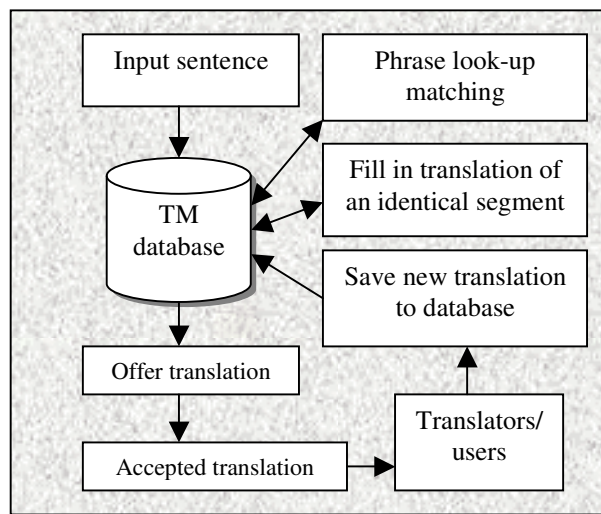 Input sentence
Phrase look-up
matching
TM
database
Fill in translation of
an identical segment
Save new translation
to database
Offer translation
Translators/
users
Accepted translation